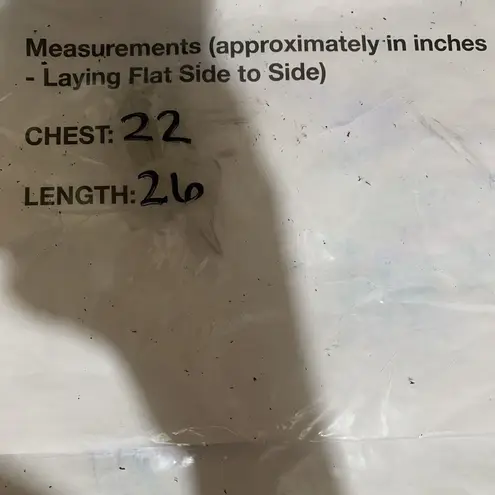 Measurements (approximately in inches
- Laying Flat Side to Side)
CHEST: 22
LENGTH: 26